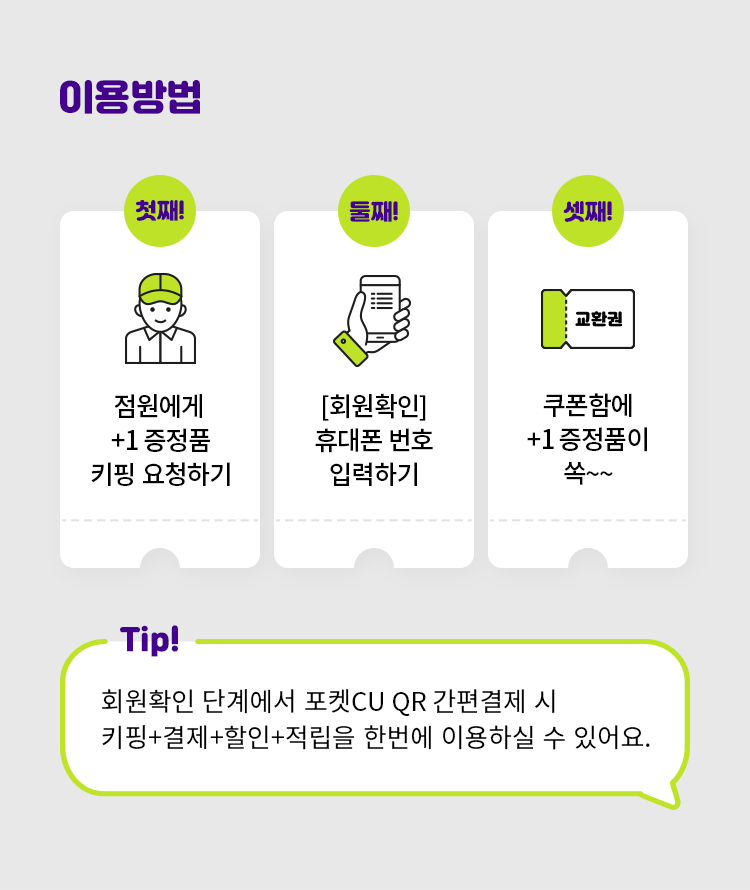 이용방법
첫째!
점원에게
+1 증정품
키핑 요청하기
둘째!
[회원확인]
휴대폰 번호
입력하기
셋째!
교환권
쿠폰함에
+1 증정품이
쏙~~
Tip!
회원확인 단계에서 포켓CU QR 간편결제 시
키핑+결제+할인+적립을 한번에 이용하실 수 있어요.